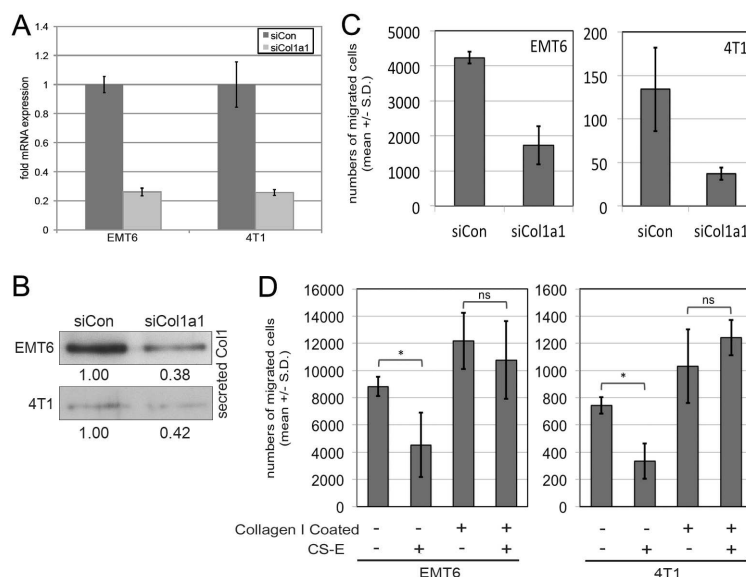 A
siCon
siCol1a1
fold mRNA expression
1.4
1.2
1
0.8
0.6
0.4
0.2
0
EMT6
4T1
B
siCon siCol1a1
EMT6
1.00 0.38
4T1
1.00 0.42
secreted Col1
C
numbers of migrated cells
(mean +/- S.D.)
EMT6
5000
4000
3000
2000
1000
0
siCon siCol1a1
4T1
200
150
100
50
0
siCon siCol1a1
D
numbers of migrated cells
(mean +/- S.D.)
16000
14000
12000
10000
8000
6000
4000
2000
0
* ns
1600
1400
1200
1000
800
600
400
200
0
* ns
Collagen I Coated - - + + - - + +
CS-E - + - + - + - +
EMT6 4T1